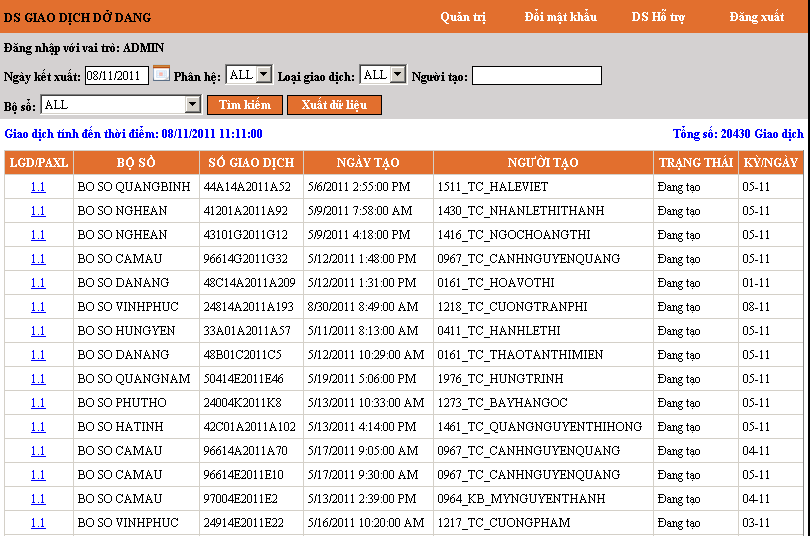 DS GIAO DỊCH DỞ DANG Quản trị Đổi mật khẩu DS Hỗ trợ Đăng xuất
Đăng nhập với vai trò: ADMIN
Ngày kết xuất: 08/11/2011 Phân hệ: ALL Loại giao dịch: ALL Người tạo:
Bộ sổ: ALL Tìm kiếm Xuất dữ liệu
Giao dịch tính đến thời điểm: 08/11/2011 11:11:00 Tổng số: 20430 Giao dịch
LGD/PAXL BỘ SỔ SỐ GIAO DỊCH NGÀY TẠO NGƯỜI TẠO TRẠNG THÁI KỲ/NGÀY
1.1 BO SO QUANGBINH 44A14A2011A52 5/6/2011 2:55:00 PM 1511_TC_HALEVIET Đang tạo 05-11
1.1 BO SO NGHEAN 41201A2011A92 5/9/2011 7:58:00 AM 1430_TC_NHANLETHITHANH Đang tạo 05-11
1.1 BO SO NGHEAN 43101G2011G12 5/9/2011 4:18:00 PM 1416_TC_NGOCHOANGTHI Đang tạo 05-11
1.1 BO SO CAMAU 96614G2011G32 5/12/2011 1:48:00 PM 0967_TC_CANHNGUYENQUANG Đang tạo 05-11
1.1 BO SO DANANG 48C14A2011A209 5/12/2011 1:31:00 PM 0161_TC_HOAVOTHI Đang tạo 01-11
1.1 BO SO VINHPHUC 24814A2011A193 8/30/2011 8:49:00 AM 1218_TC_CUONGTRANPHI Đang tạo 08-11
1.1 BO SO HUNGYEN 33A01A2011A57 5/11/2011 8:13:00 AM 0411_TC_HANHLETHI Đang tạo 05-11
1.1 BO SO DANANG 48B01C2011C5 5/12/2011 10:29:00 AM 0161_TC_THAOTANTHIMIEN Đang tạo 05-11
1.1 BO SO QUANGNAM 50414E2011E46 5/19/2011 5:06:00 PM 1976_TC_HUNGTRINH Đang tạo 05-11
1.1 BO SO PHUTHO 24004K2011K8 5/13/2011 10:33:00 AM 1273_TC_BAYHANGOC Đang tạo 05-11
1.1 BO SO HATINH 42C01A2011A102 5/13/2011 4:14:00 PM 1461_TC_QUANGNGUYENTHIHONG Đang tạo 05-11
1.1 BO SO CAMAU 96614A2011A70 5/17/2011 9:05:00 AM 0967_TC_CANHNGUYENQUANG Đang tạo 04-11
1.1 BO SO CAMAU 96614E2011E10 5/17/2011 9:30:00 AM 0967_TC_CANHNGUYENQUANG Đang tạo 05-11
1.1 BO SO CAMAU 97004E2011E2 5/13/2011 2:39:00 PM 0964_KB_MYNGUYENTHANH Đang tạo 04-11
1.1 BO SO VINHPHUC 24914E2011E22 5/16/2011 10:20:00 AM 1217_TC_CUONGPHAM Đang tạo 03-11